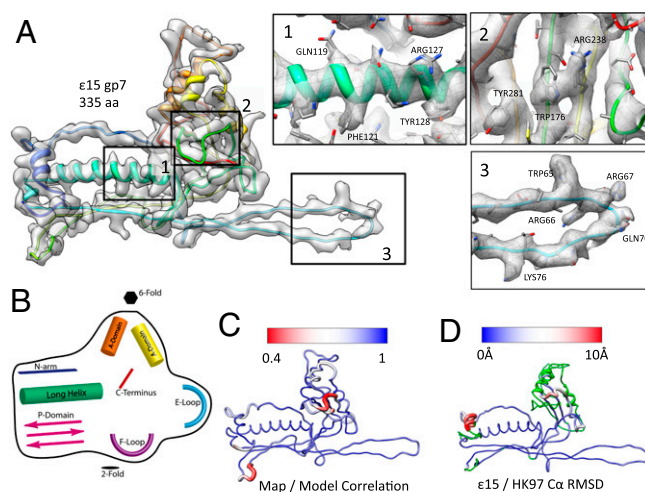 A
ε15 gp7
335 aa
1
2
3
1
GLN119
ARG127
PHE121
TYR128
2
ARG238
TYR281
TRP176
3
TRP65
ARG67
ARG66
LYS76
B
6-Fold
A-Domain
N-arm
Long Helix
C-Terminus
E-Loop
P-Domain
F-Loop
2-Fold
C
0.4
1
Map / Model Correlation
D
0Å
10Å
ε15 / HK97 Cα RMSD